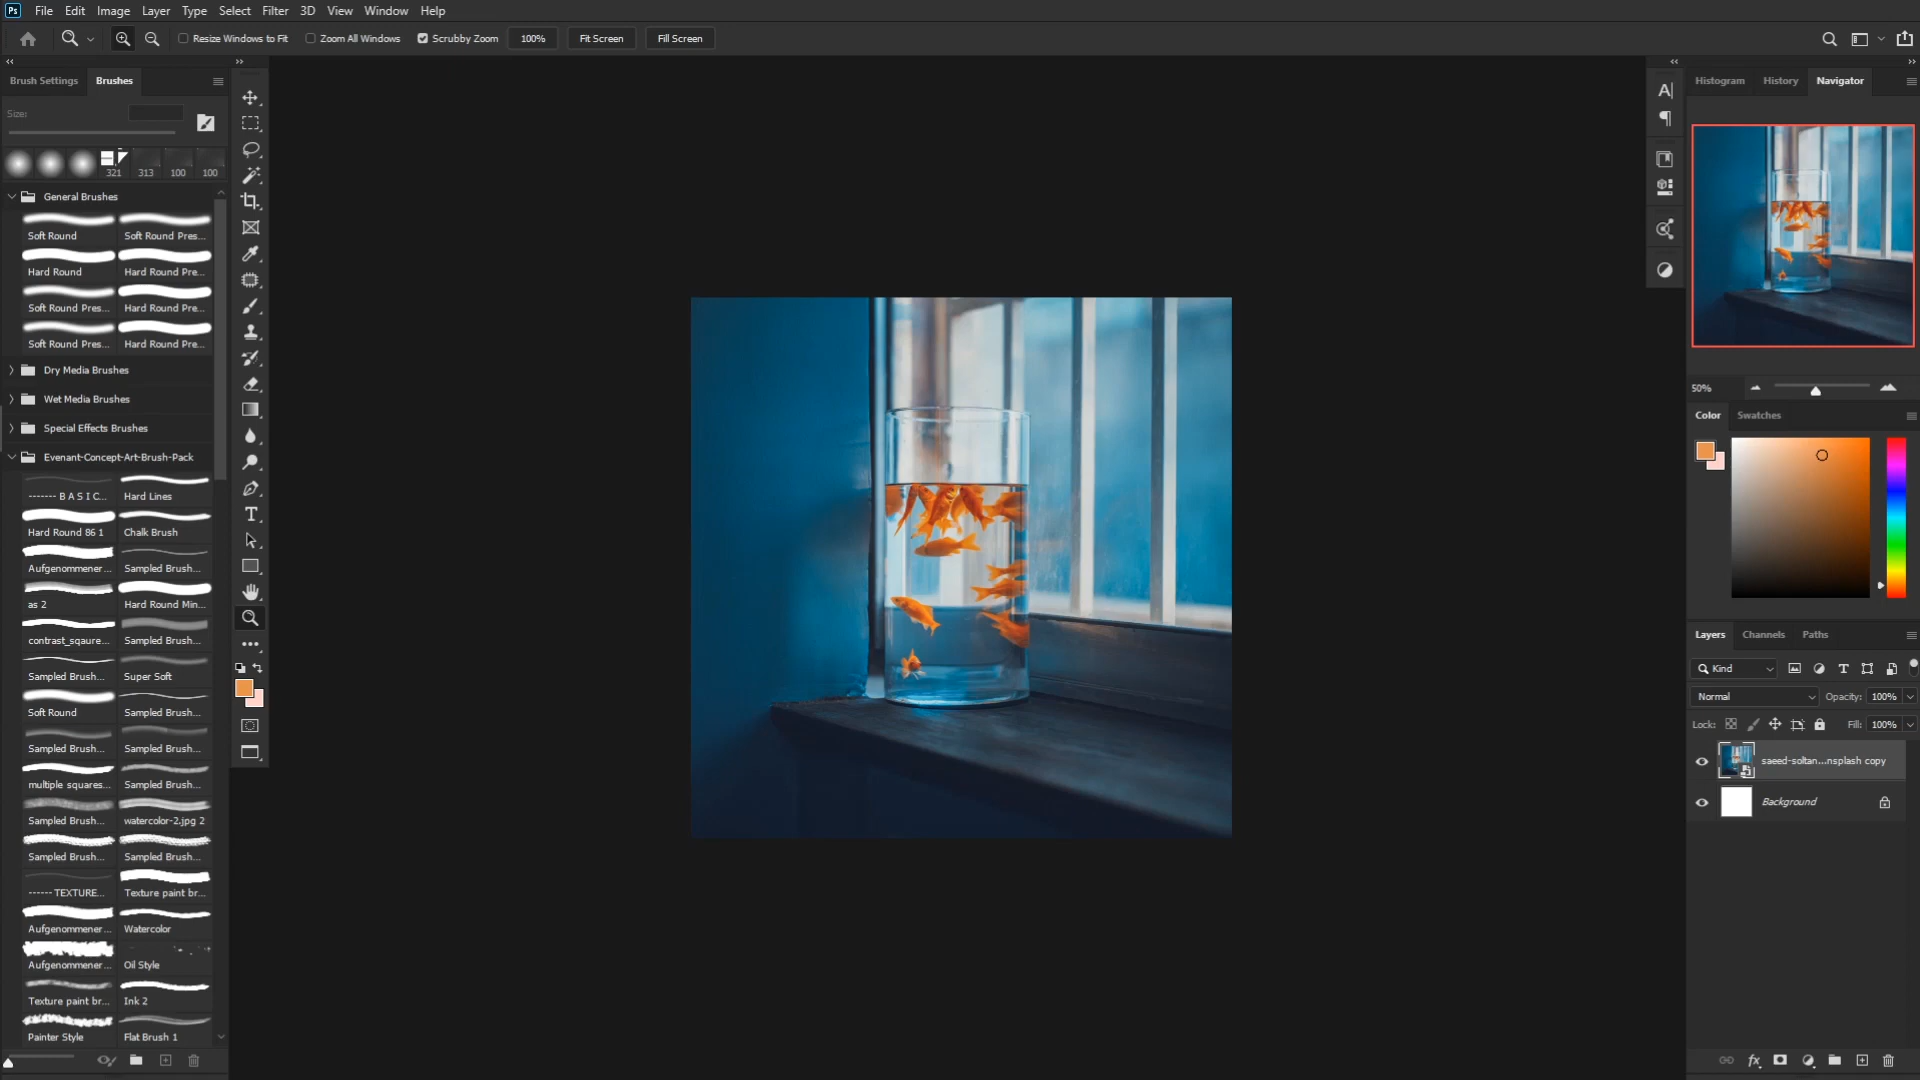 Ps File Edit Image Layer Type Select Filter 3D View Window Help
Resize Windows to Fit Zoom All Windows Scrubby Zoom 100% Fit Screen Fill Screen
Brush Settings Brushes
Size:
321 313 100 100
General Brushes
Soft Round Soft Round Pres...
Hard Round Hard Round Pre...
Soft Round Pres... Hard Round Pre...
Soft Round Pres... Hard Round Pre...
Dry Media Brushes
Wet Media Brushes
Special Effects Brushes
Evenant-Concept-Art-Brush-Pack
------- B A S I C... Hard Lines
Hard Round 86 1 Chalk Brush
Aufgenommener... Sampled Brush...
as 2 Hard Round Min...
contrast_sqaure... Sampled Brush...
Sampled Brush... Super Soft
Soft Round Sampled Brush...
Sampled Brush... Sampled Brush...
multiple squares... Sampled Brush...
Sampled Brush... watercolor-2.jpg 2
Sampled Brush... Sampled Brush...
------ TEXTURE... Texture paint br...
Aufgenommener... Watercolor
Aufgenommener... Oil Style
Texture paint br... Ink 2
Painter Style Flat Brush 1
Histogram History Navigator
50%
Color Swatches
Layers Channels Paths
Kind
Normal Opacity: 100%
Lock: Fill: 100%
saeed-soltan...nsplash copy
Background
fx